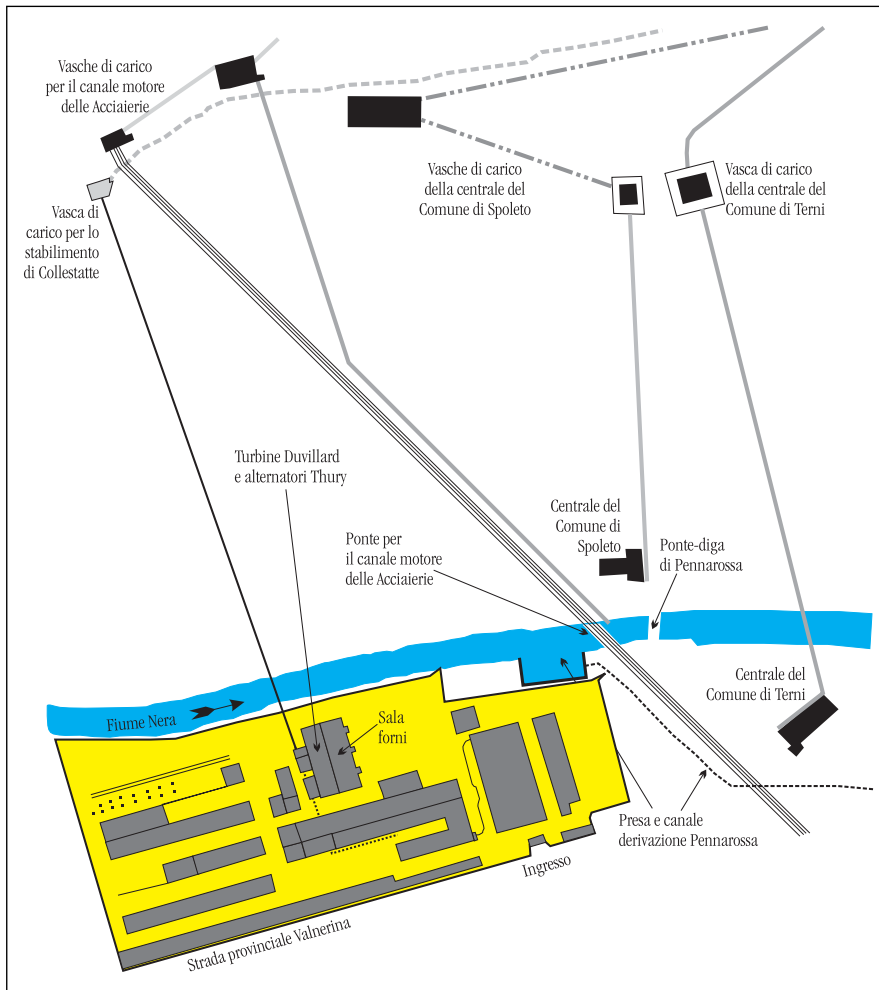 Vasche di carico
per il canale motore
delle Acciaierie
Vasche di carico
della centrale del
Comune di Spoleto
Vasca di carico
della centrale del
Comune di Terni
Vasca di
carico per lo
stabilimento
di Collestatte
Turbine Duvillard
e alternatori Thury
Ponte per
il canale motore
delle Acciaierie
Centrale del
Comune di
Spoleto
Ponte-diga
di Pennarossa
Centrale del
Comune di Terni
Fiume Nera
Sala
forni
Presa e canale
derivazione Pennarossa
Ingresso
Strada provinciale Valnerina